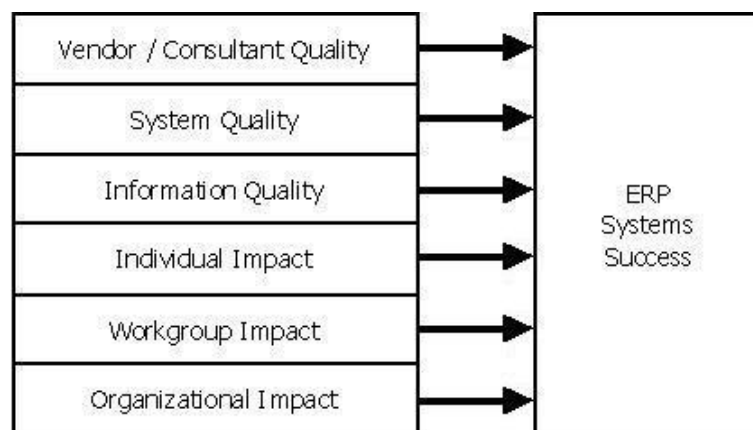 Vendor / Consultant Quality
System Quality
Information Quality
Individual Impact
Workgroup Impact
Organizational Impact
ERP
Systems
Success